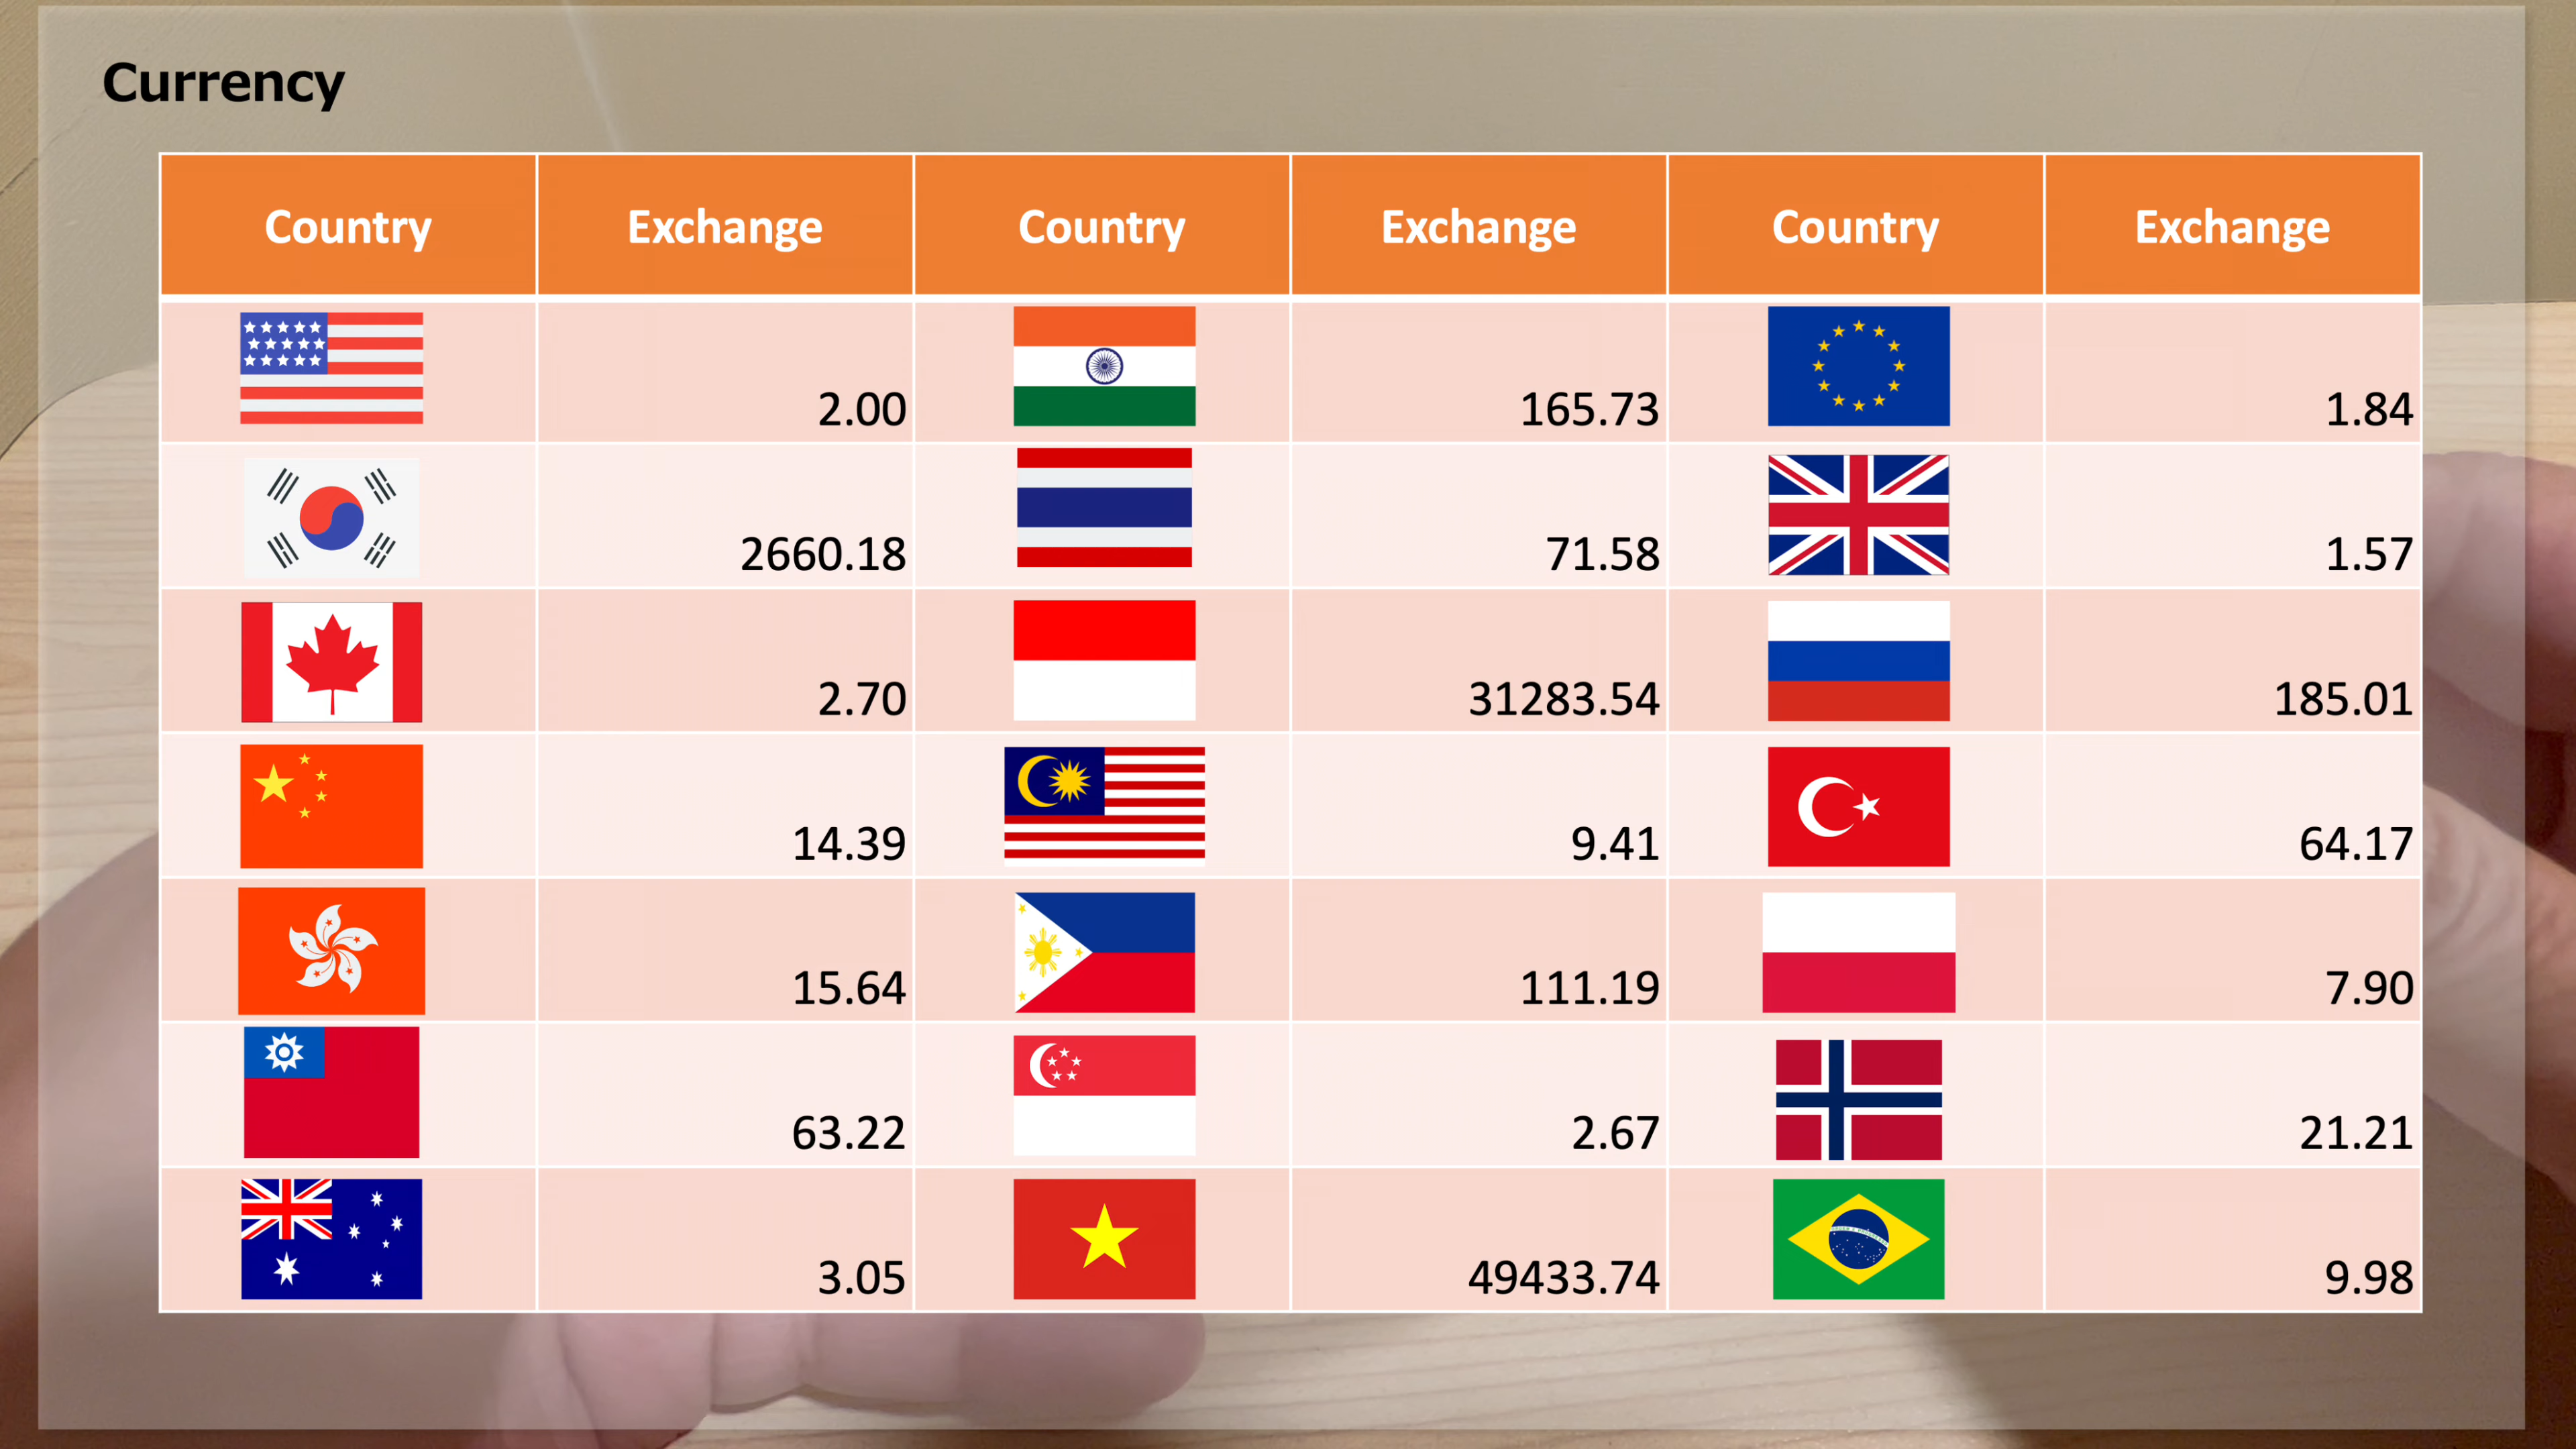 Currency
Country Exchange Country Exchange Country Exchange
2.00 165.73 1.84
2660.18 71.58 1.57
2.70 31283.54 185.01
14.39 9.41 64.17
15.64 111.19 7.90
63.22 2.67 21.21
3.05 49433.74 9.98